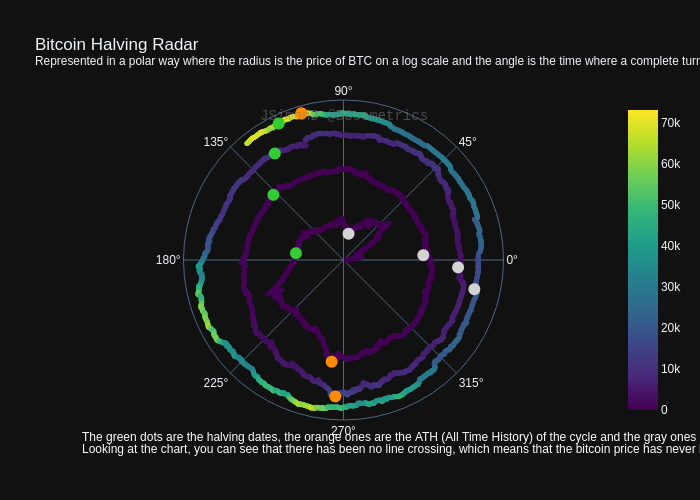 Bitcoin Halving Radar
Represented in a polar way where the radius is the price of BTC on a log scale and the angle is the time where a complete turn
90°
135°
45°
180°
0°
225°
315°
270°
70k
60k
50k
40k
30k
20k
10k
0
The green dots are the halving dates, the orange ones are the ATH (All Time History) of the cycle and the gray ones
Looking at the chart, you can see that there has been no line crossing, which means that the bitcoin price has never